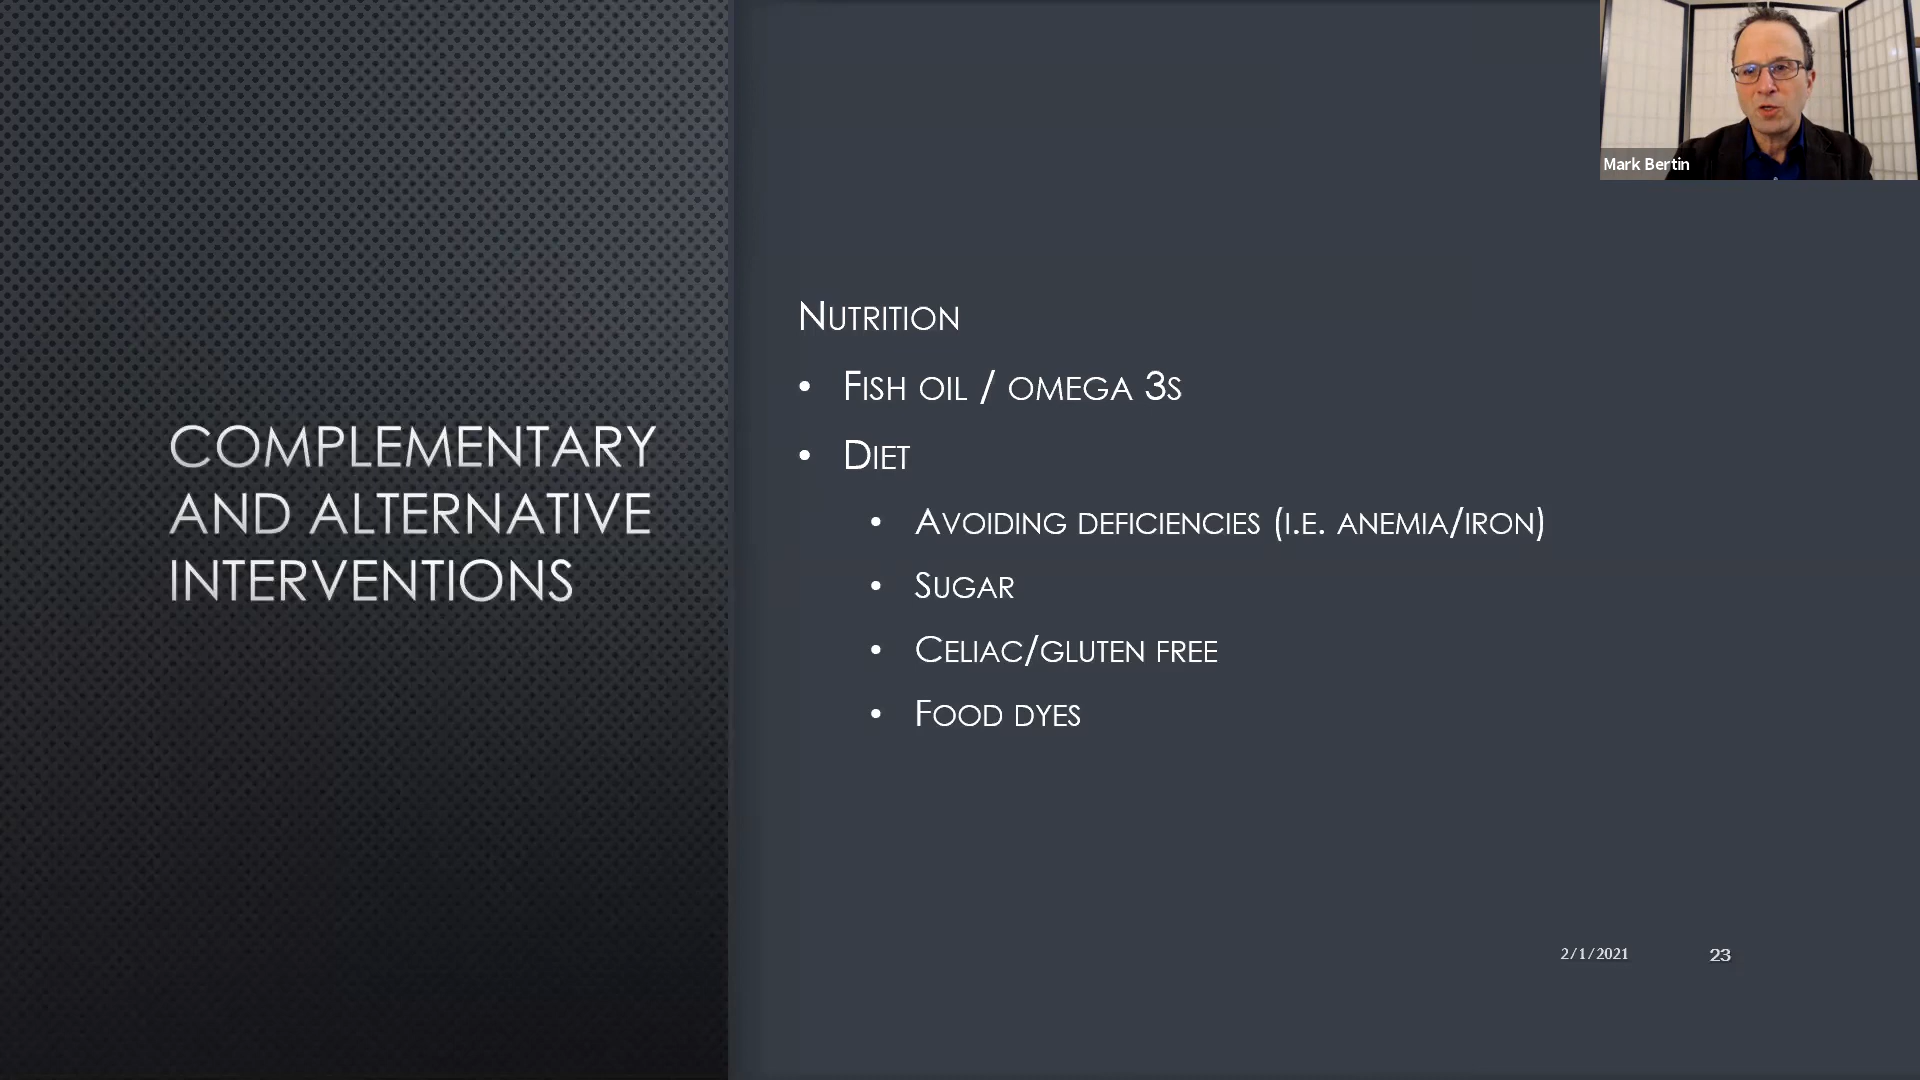 Mark Bertin
COMPLEMENTARY
AND ALTERNATIVE
INTERVENTIONS
NUTRITION
• FISH OIL / OMEGA 3S
• DIET
• AVOIDING DEFICIENCIES (I.E. ANEMIA/IRON)
• SUGAR
• CELIAC/GLUTEN FREE
• FOOD DYES
2/1/2021
23